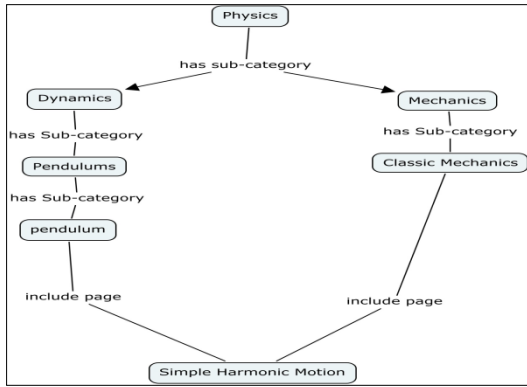 Physics
has sub-category
Dynamics
Mechanics
has Sub-category
has Sub-category
Pendulums
Classic Mechanics
has Sub-category
pendulum
include page
include page
Simple Harmonic Motion